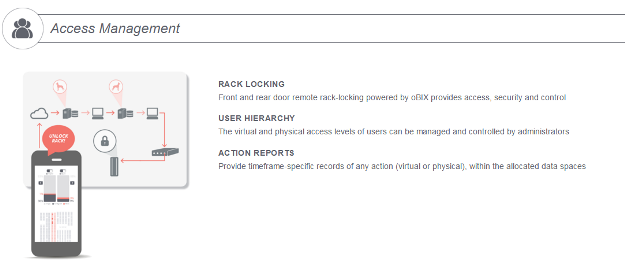 Access Management
RACK LOCKING
Front and rear door remote rack-locking powered by oBIX provides access, security and control
UNLOCK
RACK!
USER HIERARCHY
The virtual and physical access levels of users can be managed and controlled by administrators
ACTION REPORTS
Provide timeframe specific records of any action (virtual or physical), within the allocated data spaces